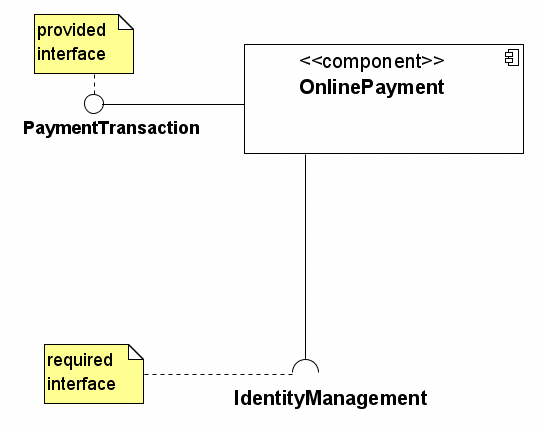 provided
interface
<<component>>
OnlinePayment
PaymentTransaction
required
interface
IdentityManagement